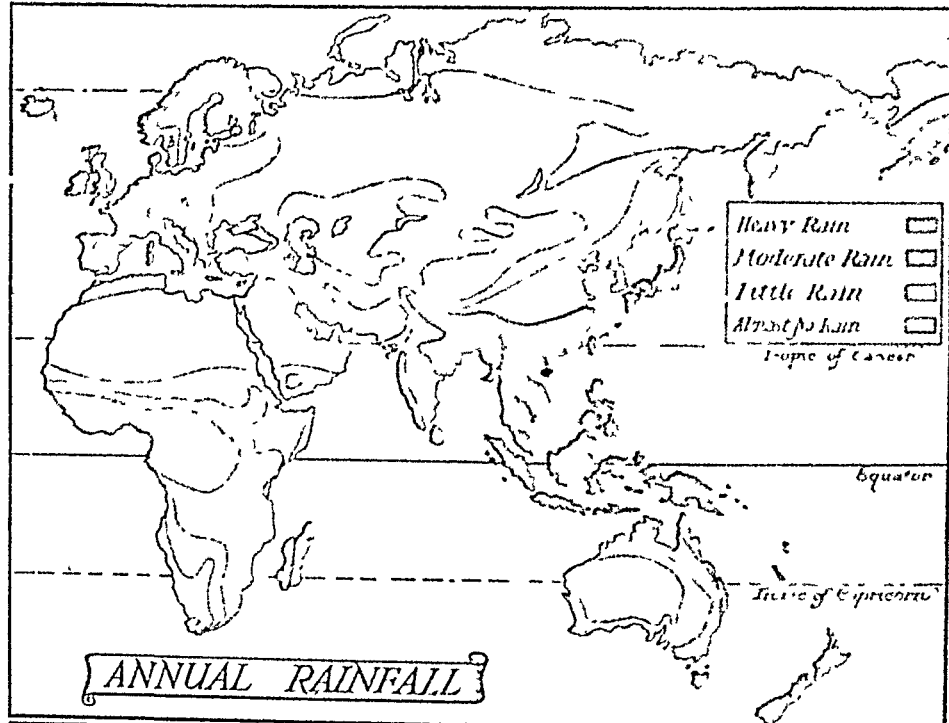 Heavy Rain
Moderate Rain
Little Rain
Almost No Rain
Tropic of Cancer
Equator
Tropic of Capricorn
ANNUAL RAINFALL